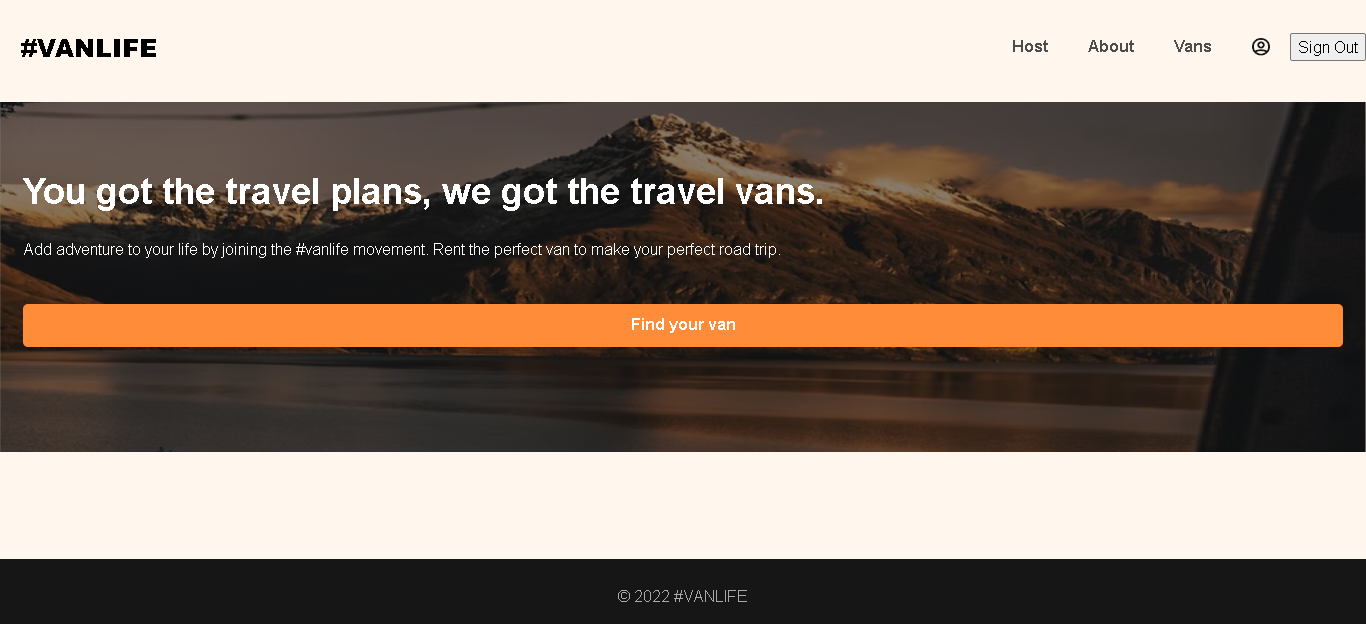 #VANLIFE
Host About Vans Sign Out
You got the travel plans, we got the travel vans.
Add adventure to your life by joining the #vanlife movement. Rent the perfect van to make your perfect road trip.
Find your van
© 2022 #VANLIFE